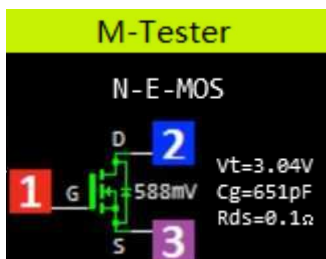 M-Tester
N-E-MOS
D 2
1 G 588mV
S 3
Vt=3.04V
Cg=651pF
Rds=0.1Ω